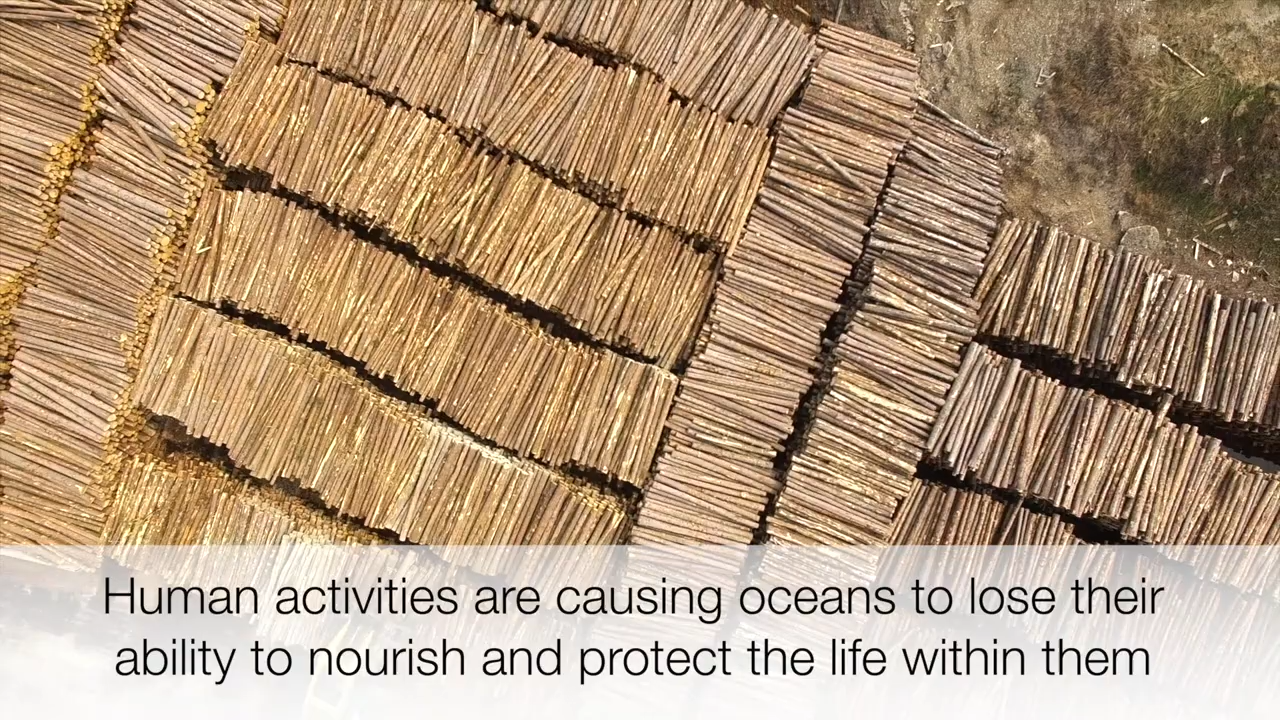 Human activities are causing oceans to lose their
ability to nourish and protect the life within them